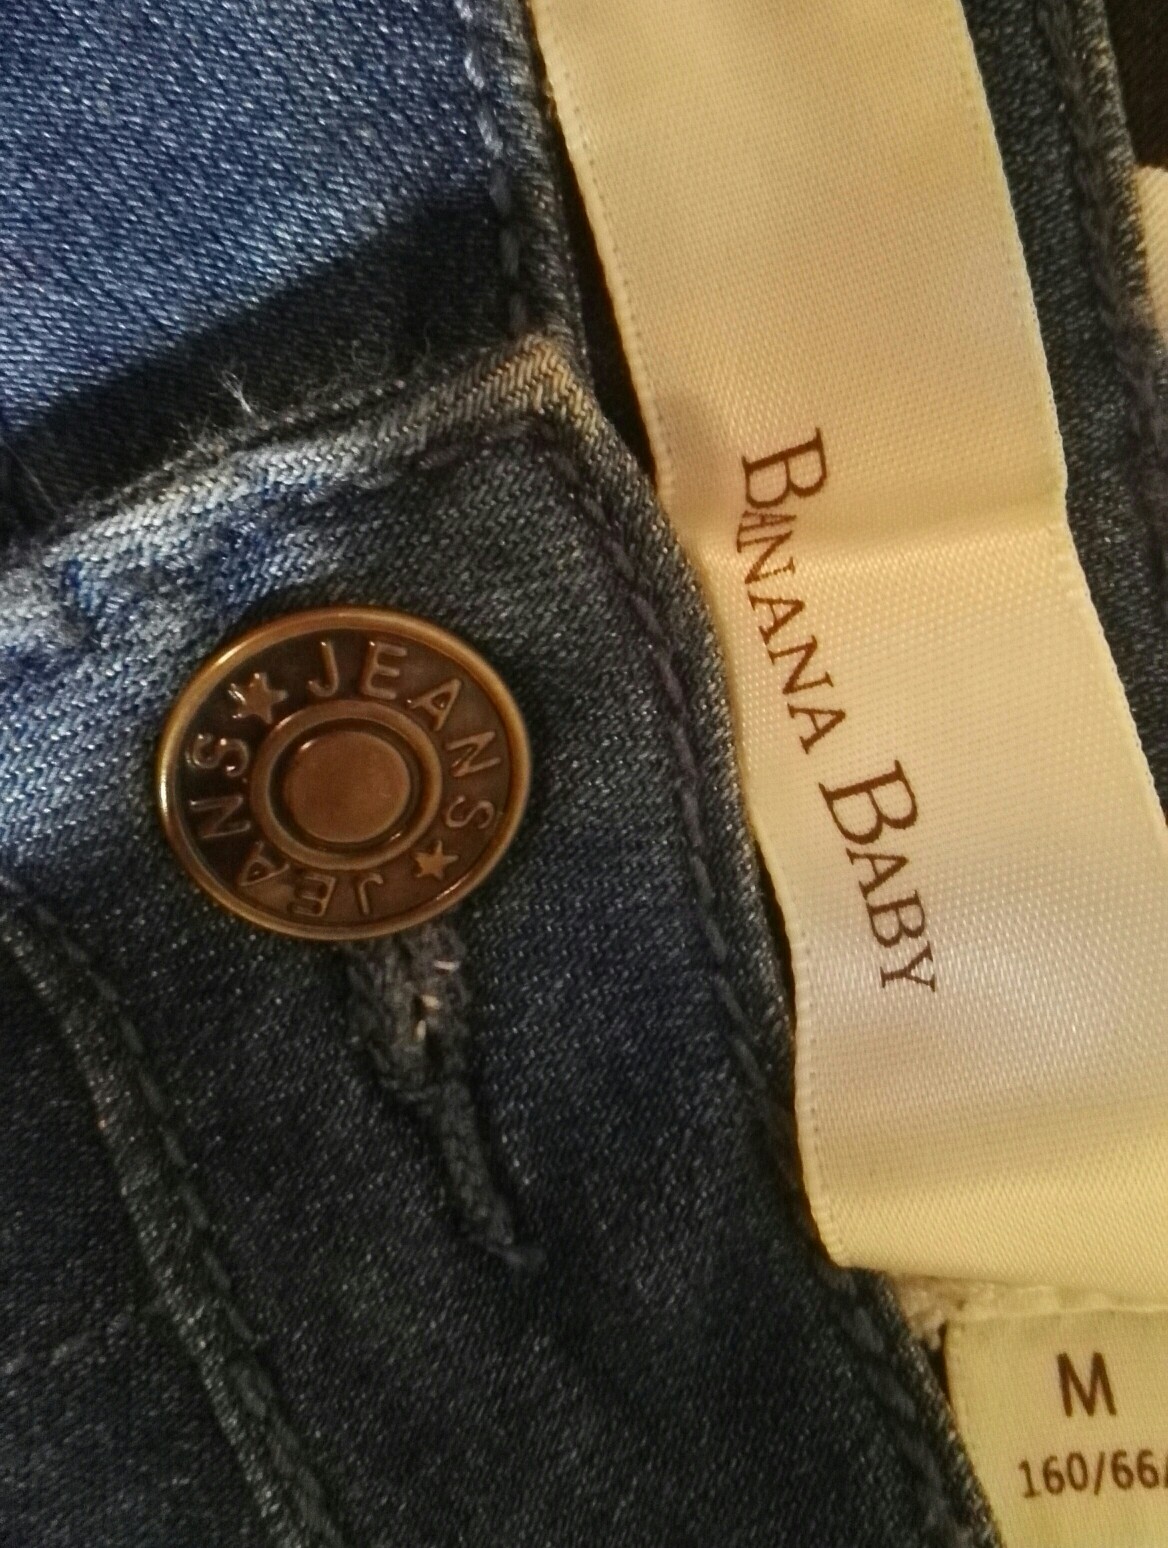 JEANS ★ JEANS ★
BANANA BABY
M
160/66/